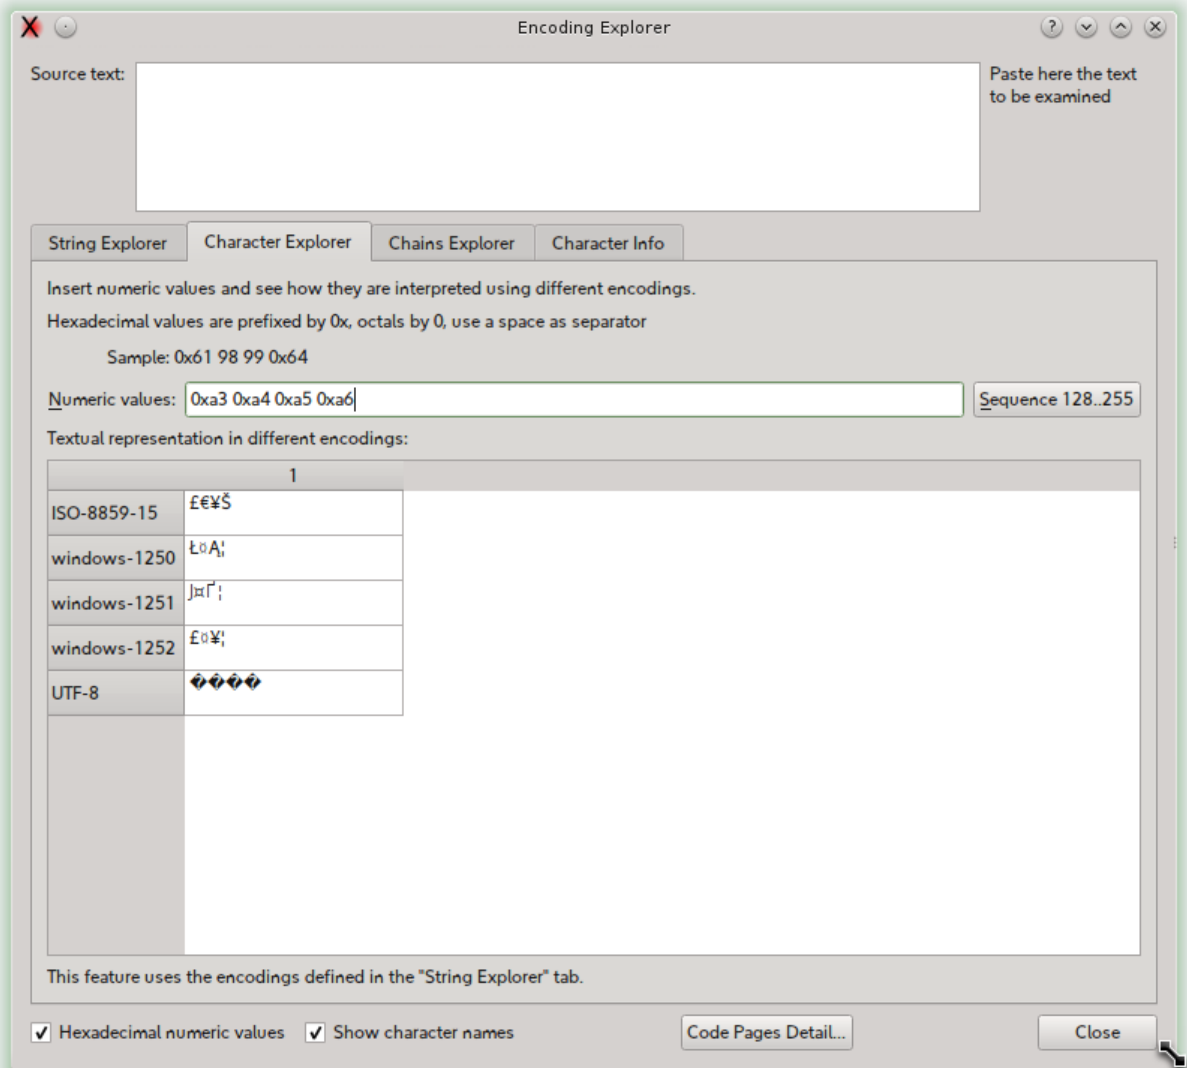 Encoding Explorer
Source text:
Paste here the text
to be examined
String Explorer
Character Explorer
Chains Explorer
Character Info
Insert numeric values and see how they are interpreted using different encodings.
Hexadecimal values are prefixed by 0x, octals by 0, use a space as separator
Sample: 0x61 98 99 0x64
Numeric values:
0xa3 0xa4 0xa5 0xa6
Sequence 128..255
Textual representation in different encodings:
1
ISO-8859-15
£€¥Š
windows-1250
Ł¤Ą¦
windows-1251
Ј¤Ґ¦
windows-1252
£¤¥¦
UTF-8
����
This feature uses the encodings defined in the "String Explorer" tab.
Hexadecimal numeric values
Show character names
Code Pages Detail...
Close